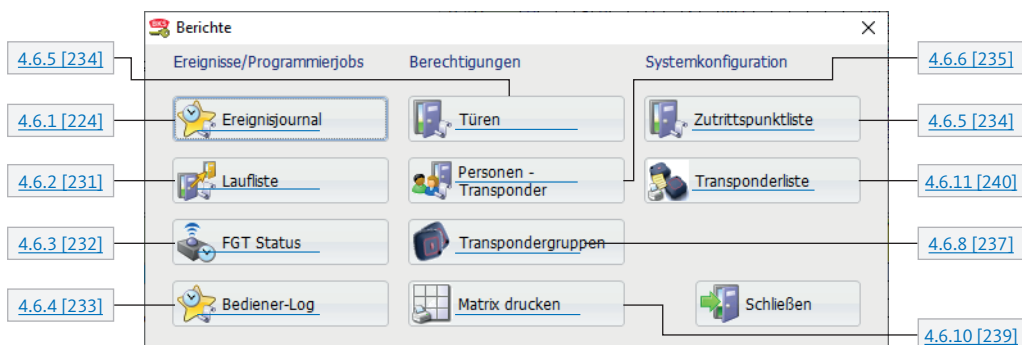 BKS Berichte
4.6.5 [234] Ereignisse/Programmierjobs Berechtigungen Systemkonfiguration 4.6.6 [235]
4.6.1 [224] Ereignisjournal Türen Zutrittspunktliste 4.6.5 [234]
4.6.2 [231] Laufliste Personen - Transponder Transponderliste 4.6.11 [240]
4.6.3 [232] FGT Status Transpondergruppen 4.6.8 [237]
4.6.4 [233] Bediener-Log Matrix drucken Schließen
4.6.10 [239]